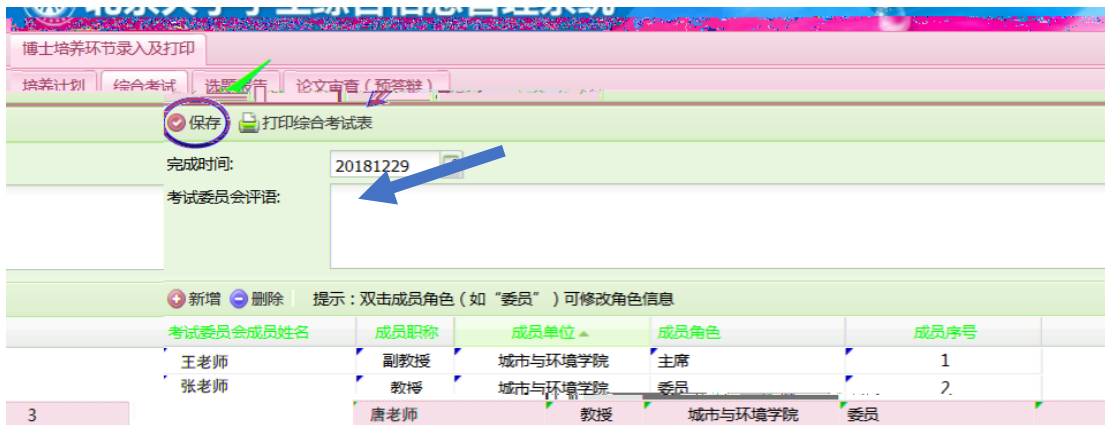 博士培养环节录入及打印
培养计划 综合考试 选题报告 论文审查（预答辩）
保存 打印综合考试表
完成时间: 20181229
考试委员会评语:
新增 删除 提示：双击成员角色（如“委员”）可修改角色信息
考试委员会成员姓名 成员职称 成员单位 成员角色 成员序号
王老师 副教授 城市与环境学院 主席 1
张老师 教授 城市与环境学院 委员 2
3 唐老师 教授 城市与环境学院 委员